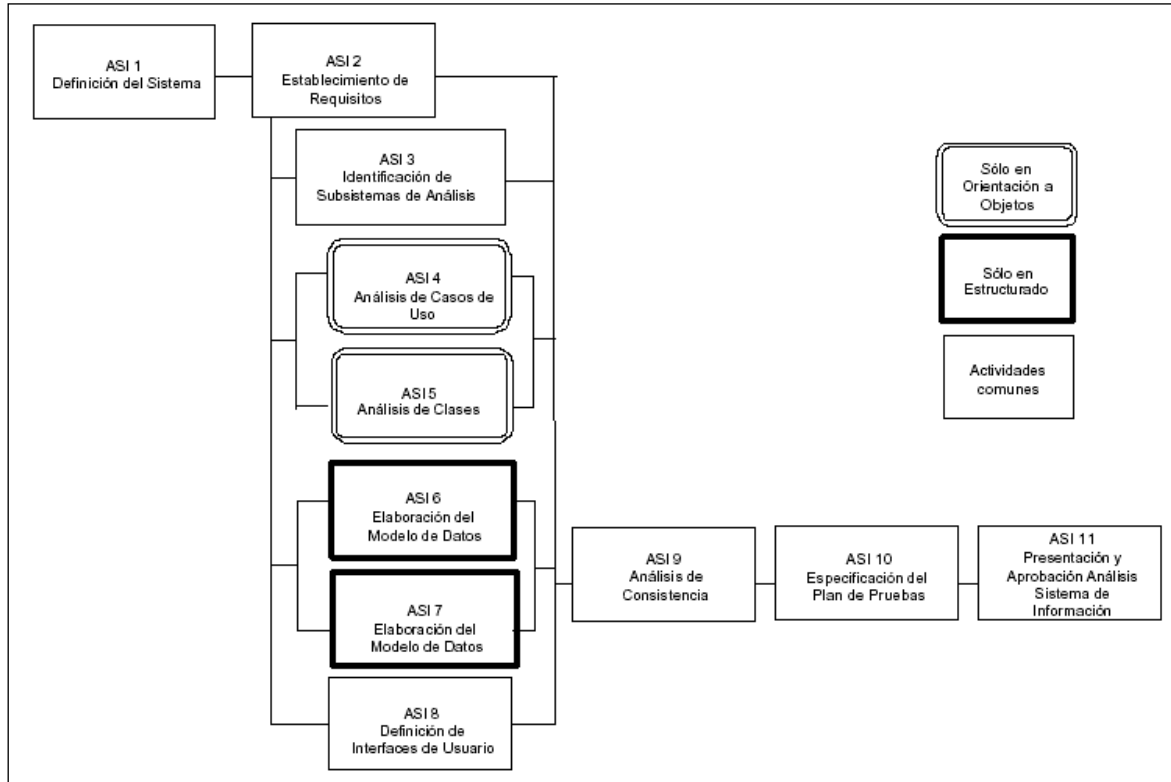 ASI 1
Definición del Sistema
ASI 2
Establecimiento de
Requisitos
ASI 3
Identificación de
Subsistemas de Análisis
ASI 4
Análisis de Casos de
Uso
ASI 5
Análisis de Clases
ASI 6
Elaboración del
Modelo de Datos
ASI 7
Elaboración del
Modelo de Datos
ASI 8
Definición de
Interfaces de Usuario
ASI 9
Análisis de
Consistencia
ASI 10
Especificación del
Plan de Pruebas
ASI 11
Presentación y
Aprobación Análisis
Sistema de
Información
Sólo en
Orientación a
Objetos
Sólo en
Estructurado
Actividades
comunes